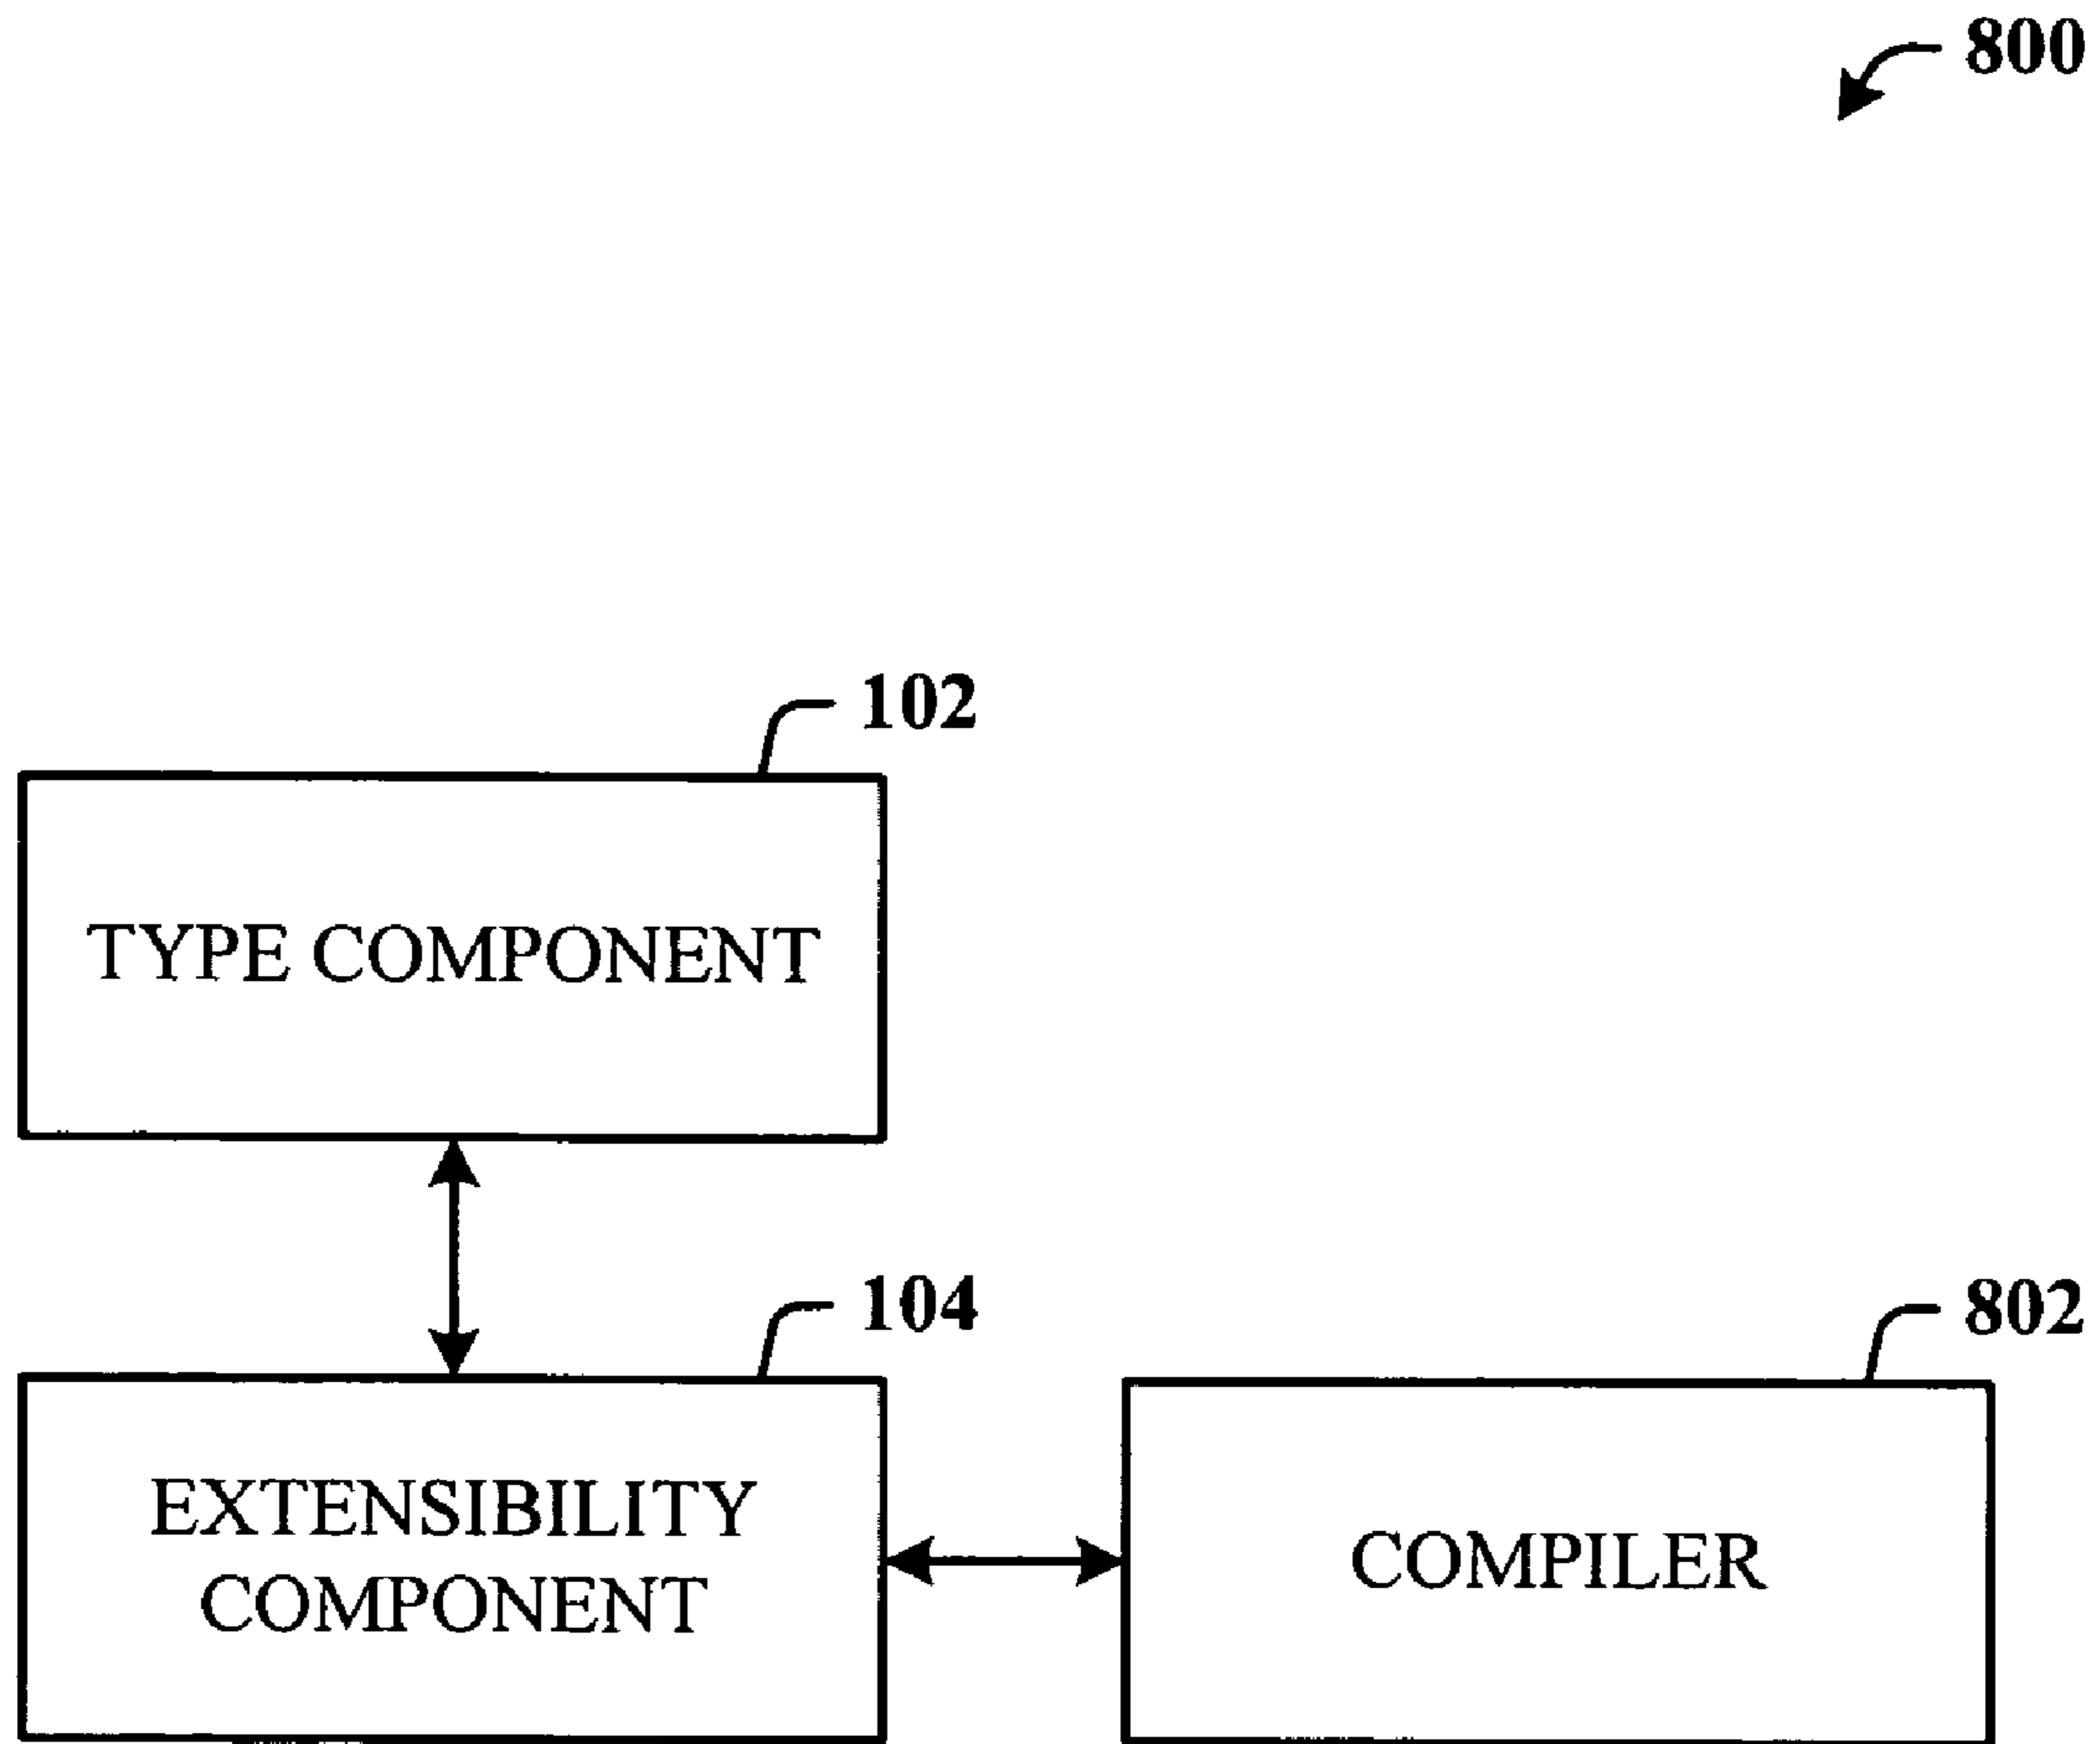 800
102
TYPE COMPONENT
104
802
EXTENSIBILITY
COMPONENT
COMPILER